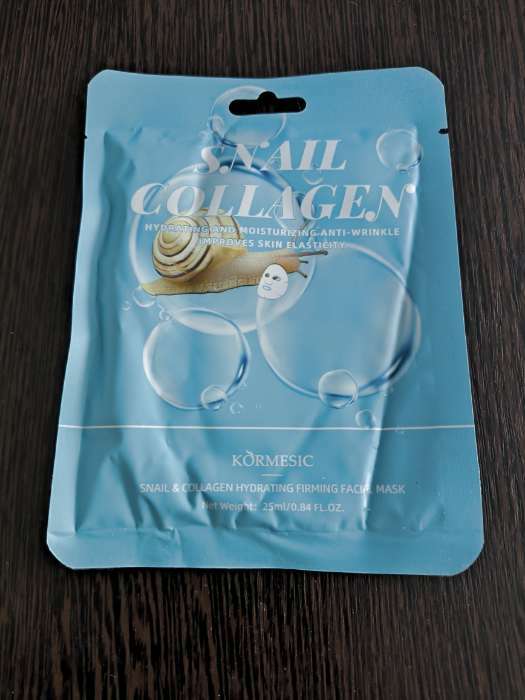 SNAIL
COLLAGEN
HYDRATING AND MOISTURIZING ANTI-WRINKLE
IMPROVES SKIN ELASTICITY
KORMESIC
SNAIL & COLLAGEN HYDRATING FIRMING FACIAL MASK
Net Weight: 25ml/0.84 FL.OZ.